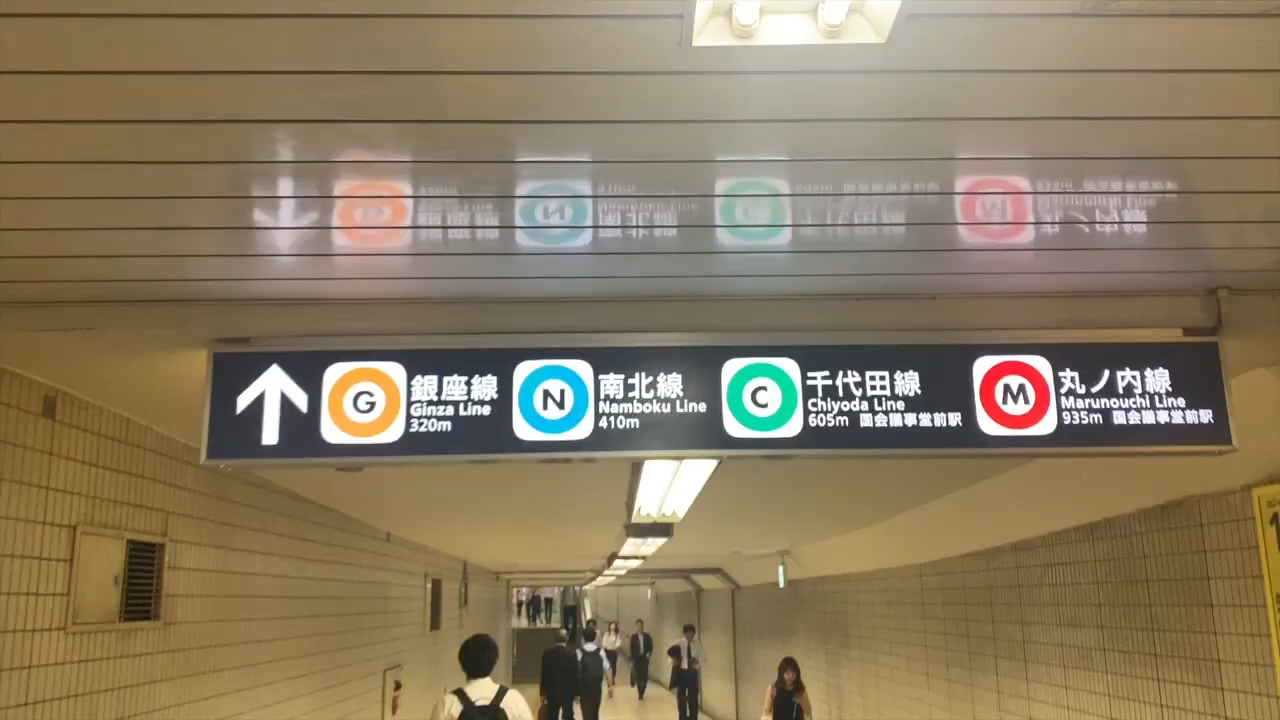 G 銀座線
Ginza Line
320m
N 南北線
Namboku Line
410m
C 千代田線
Chiyoda Line
605m 国会議事堂前駅
M 丸ノ内線
Marunouchi Line
935m 国会議事堂前駅